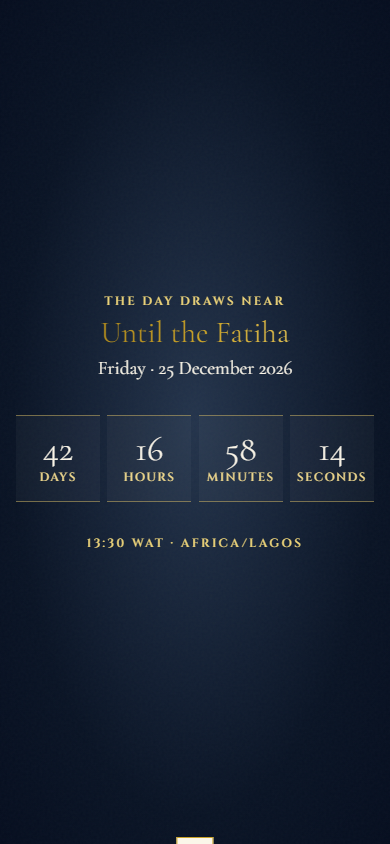 THE DAY DRAWS NEAR
Until the Fatiha
Friday · 25 December 2026
42 16 58 14
DAYS HOURS MINUTES SECONDS
13:30 WAT · AFRICA/LAGOS